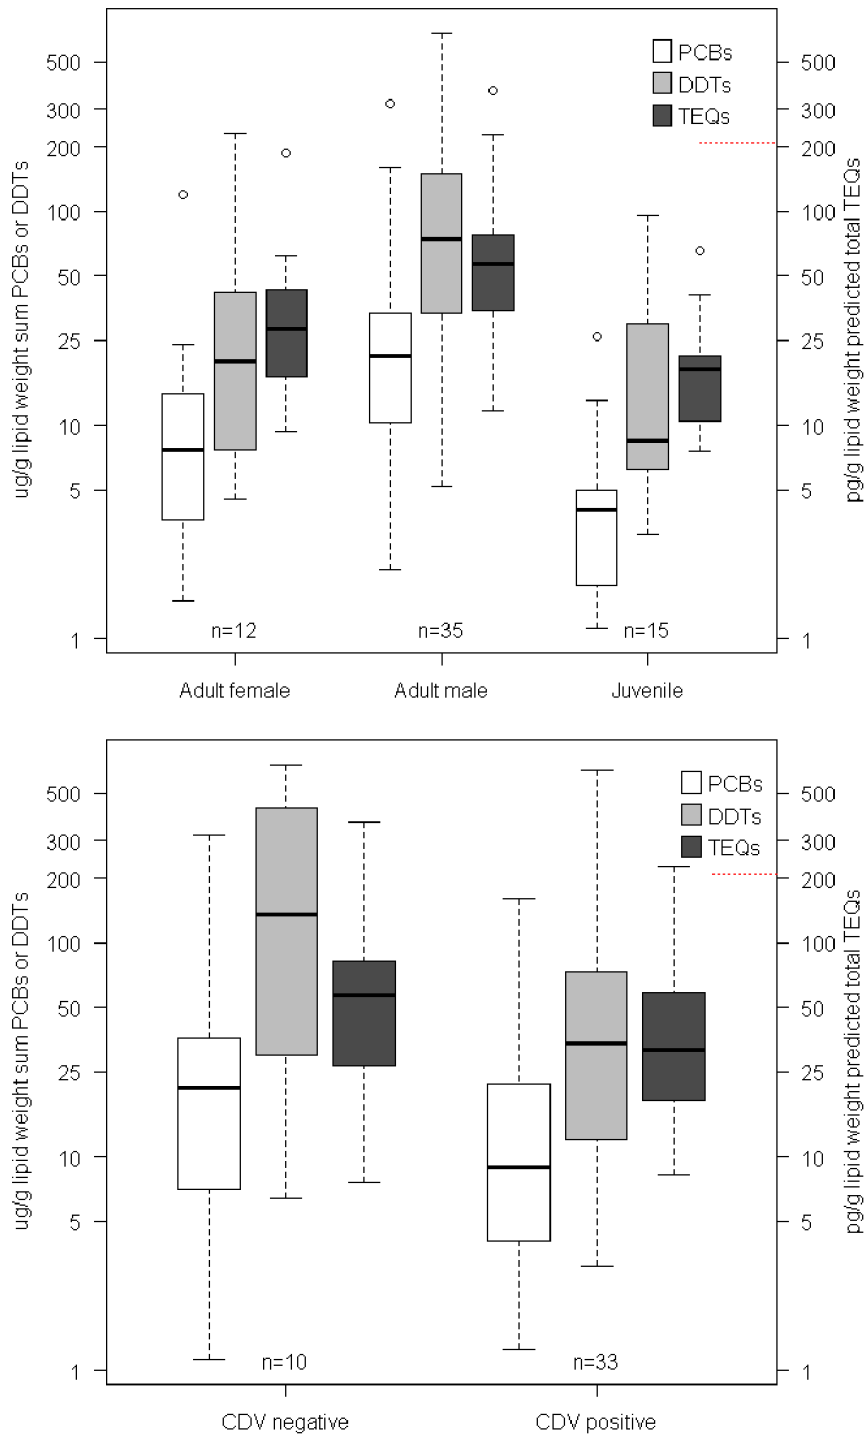 500
300
200
100
50
25
10
5
1
ug/g lipid weight sum PCBs or DDTs
PCBs
DDTs
TEQs
500
300
200
100
50
25
10
5
1
pg/g lipid weight predicted total TEQs
n=12
n=35
n=15
Adult female
Adult male
Juvenile
500
300
200
100
50
25
10
5
1
ug/g lipid weight sum PCBs or DDTs
PCBs
DDTs
TEQs
500
300
200
100
50
25
10
5
1
pg/g lipid weight predicted total TEQs
n=10
n=33
CDV negative
CDV positive